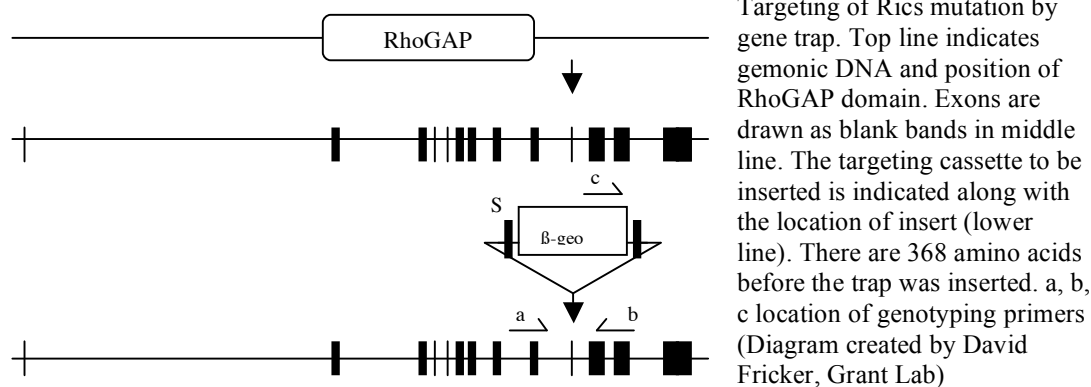 RhoGAP
c
S
ß-geo
a
b
Targeting of Rics mutation by
gene trap. Top line indicates
gemonic DNA and position of
RhoGAP domain. Exons are
drawn as blank bands in middle
line. The targeting cassette to be
inserted is indicated along with
the location of insert (lower
line). There are 368 amino acids
before the trap was inserted. a, b,
c location of genotyping primers
(Diagram created by David
Fricker, Grant Lab)